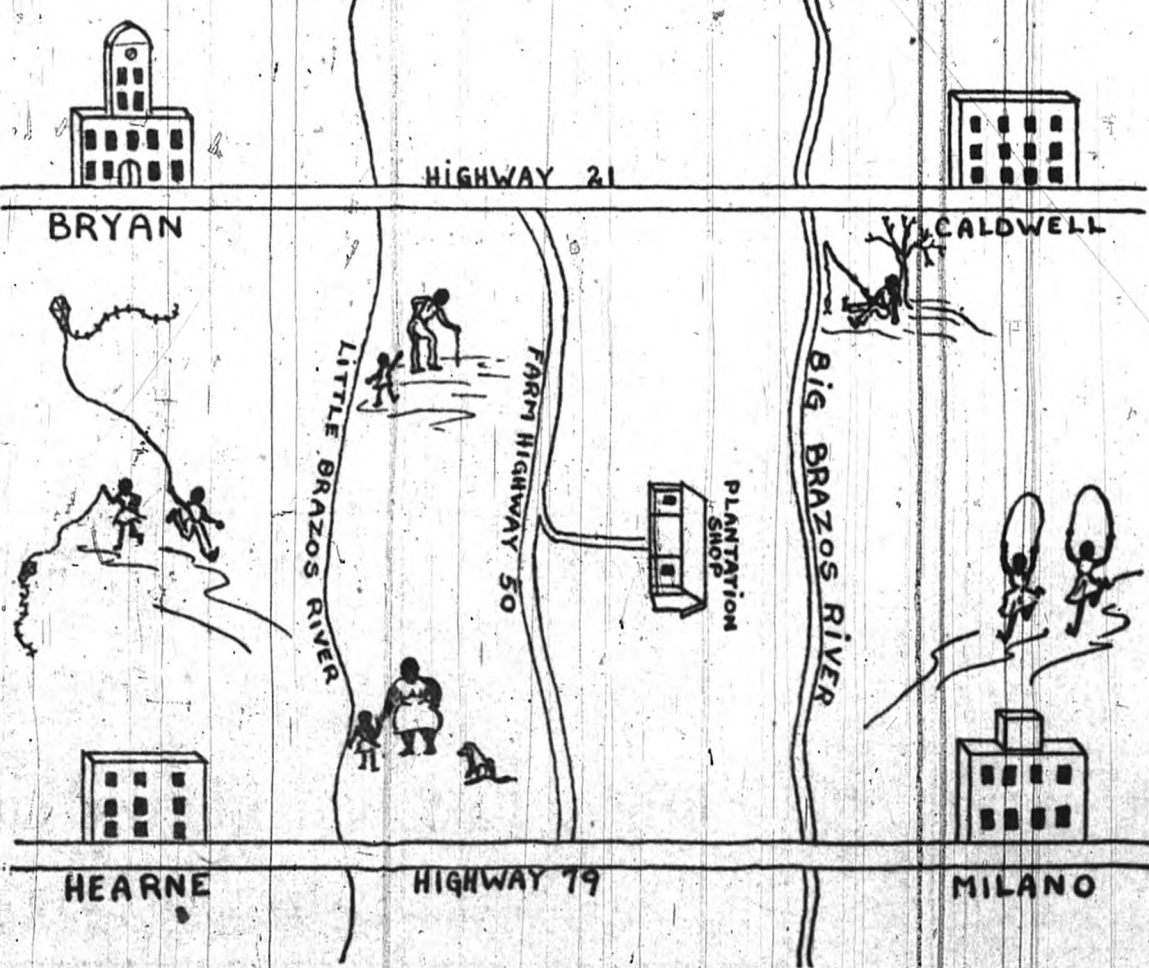 HiGHWAY 21
BRYAN
CALDWELL
LiTTLE BRAZOS RiVER
FARM HIGHWAY 50
PLANTATiON
SHOP
BiG BRAZOS RiVER
HEARNE
HIGHWAY 79
MILANO